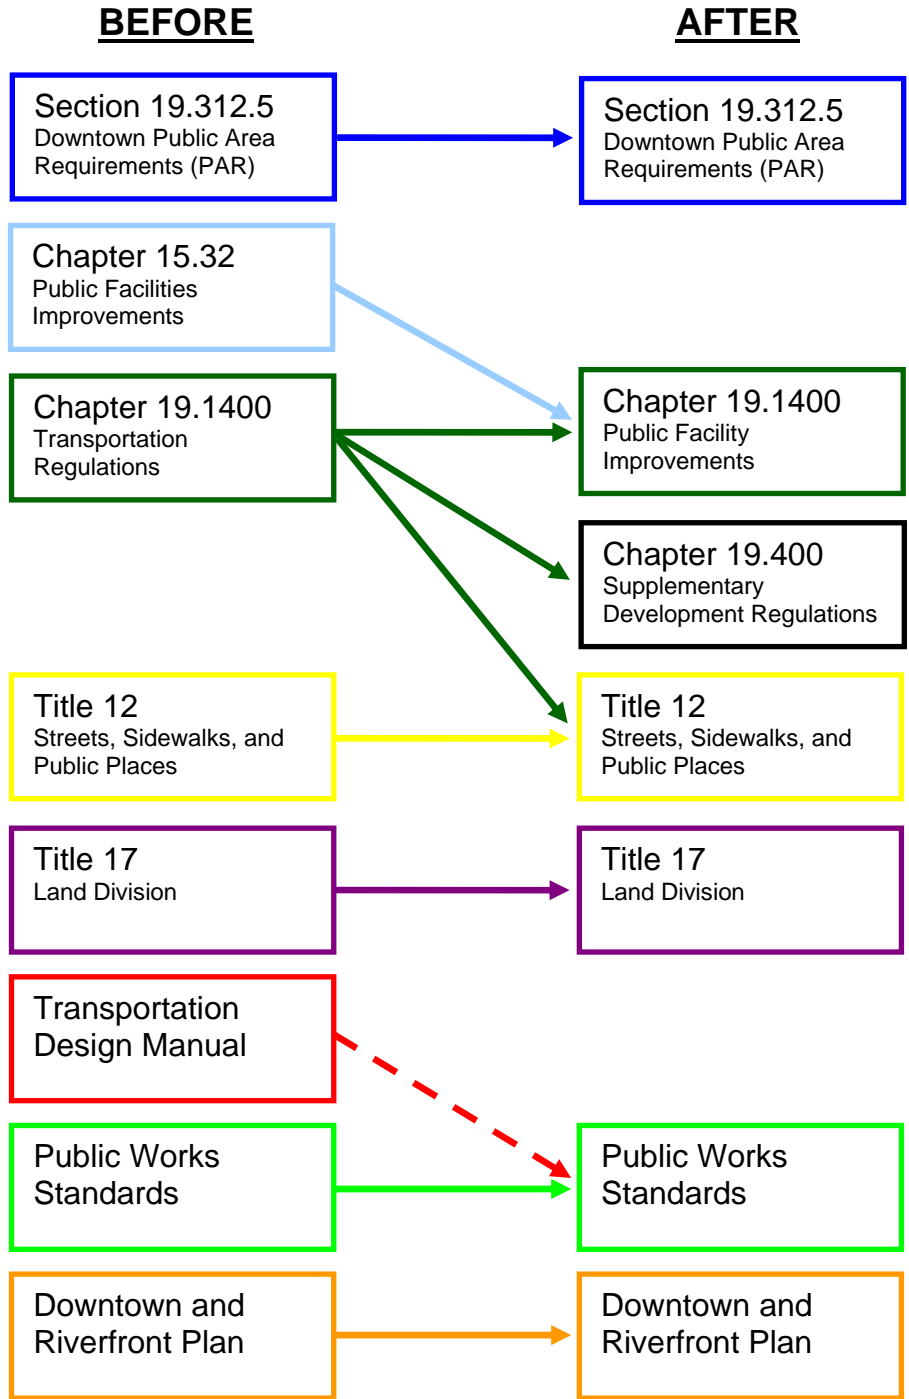 BEFORE
Section 19.312.5
Downtown Public Area
Requirements (PAR)
Chapter 15.32
Public Facilities
Improvements
Chapter 19.1400
Transportation
Regulations
Title 12
Streets, Sidewalks, and
Public Places
Title 17
Land Division
Transportation
Design Manual
Public Works
Standards
Downtown and
Riverfront Plan
AFTER
Section 19.312.5
Downtown Public Area
Requirements (PAR)
Chapter 19.1400
Public Facility
Improvements
Chapter 19.400
Supplementary
Development Regulations
Title 12
Streets, Sidewalks, and
Public Places
Title 17
Land Division
Public Works
Standards
Downtown and
Riverfront Plan